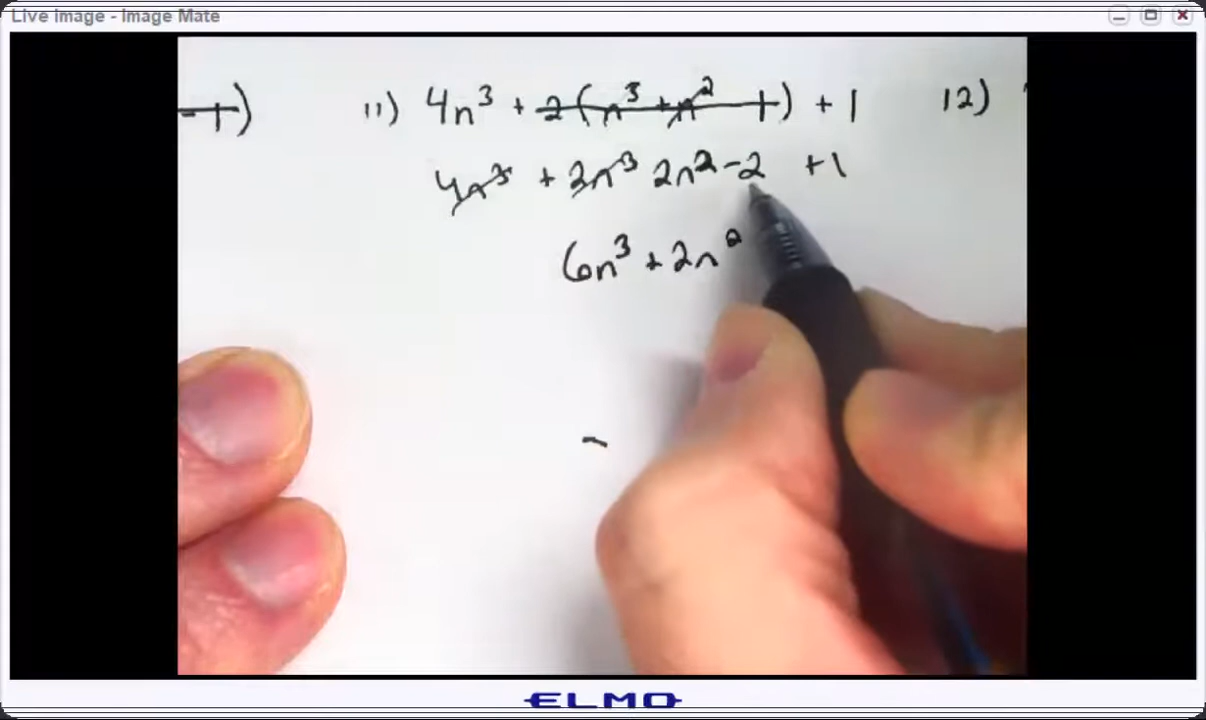 Live image - Image Mate
- 1)
11) 4n³ + 2(n³ + n² 1) + 1
12)
4n³ + 2n³ 2n² - 2 + 1
6n³ + 2n²
ELMO